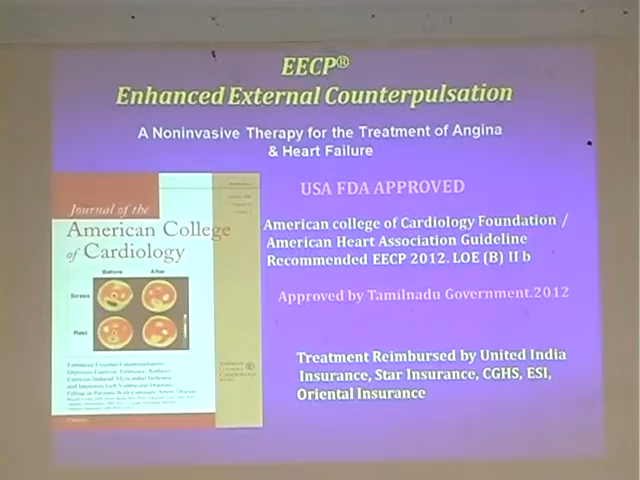 EECP®
Enhanced External Counterpulsation
A Noninvasive Therapy for the Treatment of Angina
& Heart Failure
USA FDA APPROVED
Journal of the
American College
of Cardiology
Before After
Stress
Rest
American college of Cardiology Foundation /
American Heart Association Guideline
Recommended EECP 2012. LOE (B) II b
Approved by Tamilnadu Government.2012
Treatment Reimbursed by United India
Insurance, Star Insurance, CGHS, ESI,
Oriental Insurance